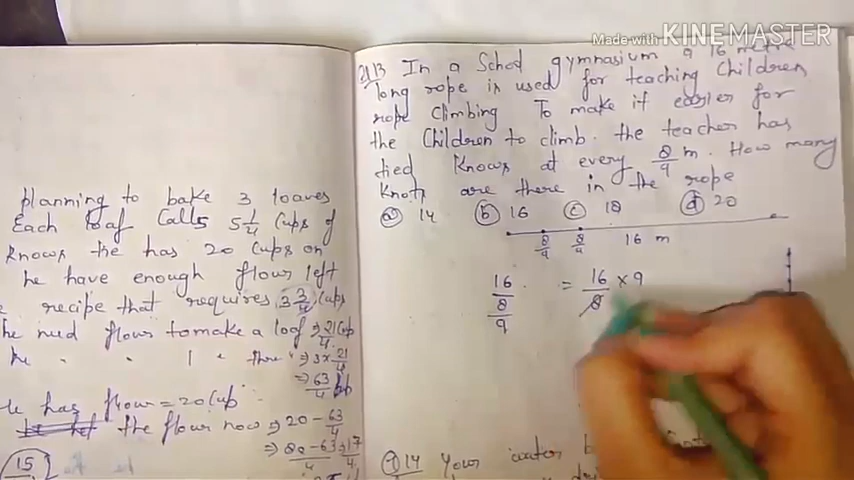 Made with KINEMASTER
planning to bake 3 loaves
Each loaf Calls 5 1/4 Cups of
Knows he has 20 Cups on
he have enough flour left
recipe that requires 3 3/4 Cups
he need flour to make a loaf ⇒ 21/4 Cup
" " 1 " three " ⇒ 3 × 21/4
⇒ 63/4
he has flour = 20 Cup
the flour now ⇒ 20 - 63/4
⇒ 80-63/4 = 17/4
15
Q13 In a School gymnasium a 16 metre
long rope is used for teaching Children
rope climbing To make it easier for
the Children to climb. the teacher has
tied Knows at every 8/9 m. How many
Knots are there in the rope
(a) 14 (b) 16 (c) 18 (d) 20
8/9 8/9 16 m
16 / 8/9 = 16 × 9 / 8
Q14 Your water